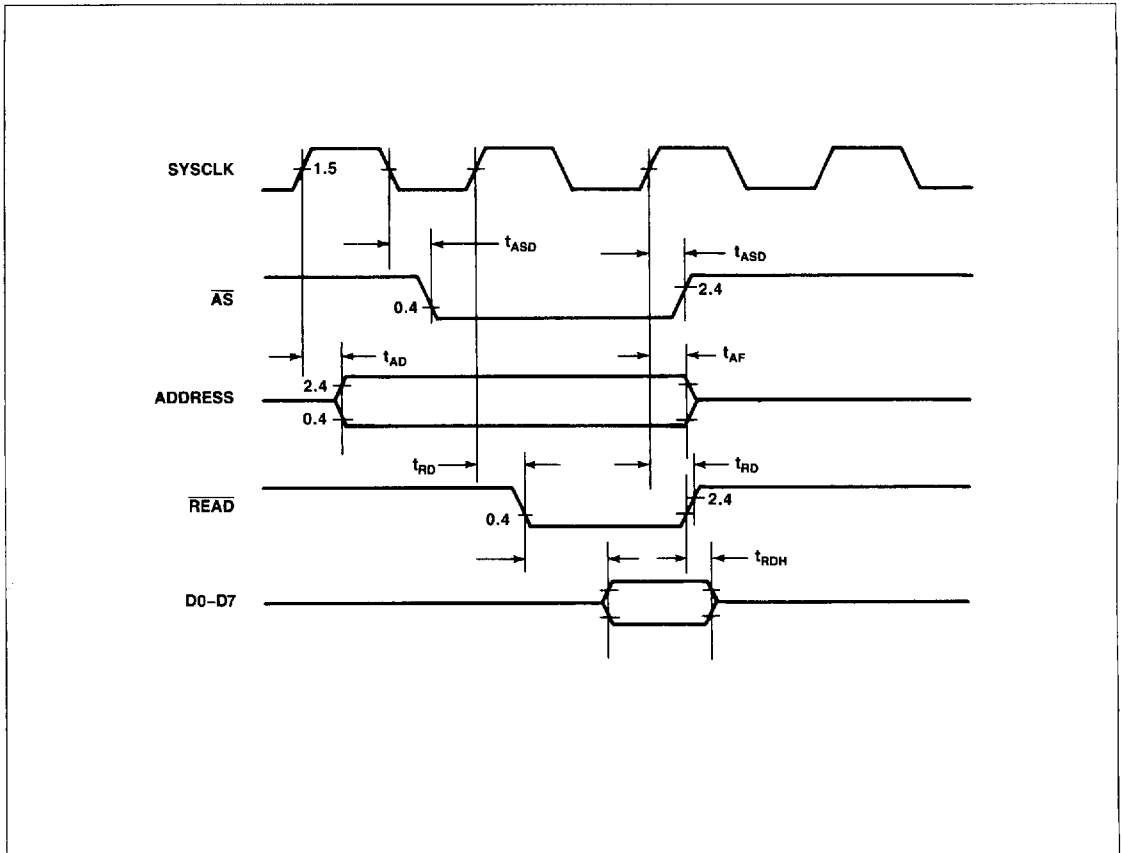 SYSCLK
1.5
tASD
tASD
AS
0.4
2.4
tAD
tAF
2.4
ADDRESS
0.4
tRD
tRD
READ
2.4
0.4
tRDH
D0–D7